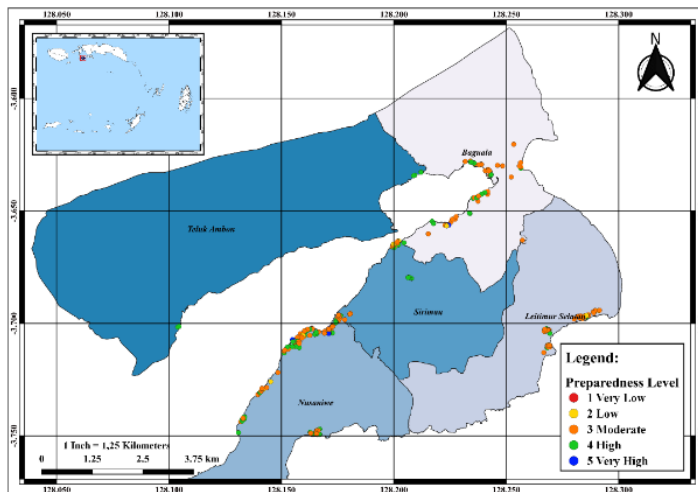 128.050 128.100 128.150 128.200 128.250 128.300
N
-3,600
-3,650
-3,700
-3,750
Baguala
Teluk Ambon
Sirimau
Leitimur Selatan
Nusaniwe
Legend:
Preparedness Level
1 Very Low
2 Low
3 Moderate
4 High
5 Very High
1 Inch = 1,25 Kilometers
0 1.25 2.5 3.75 km
128.050 128.100 128.150 128.200 128.250 128.300